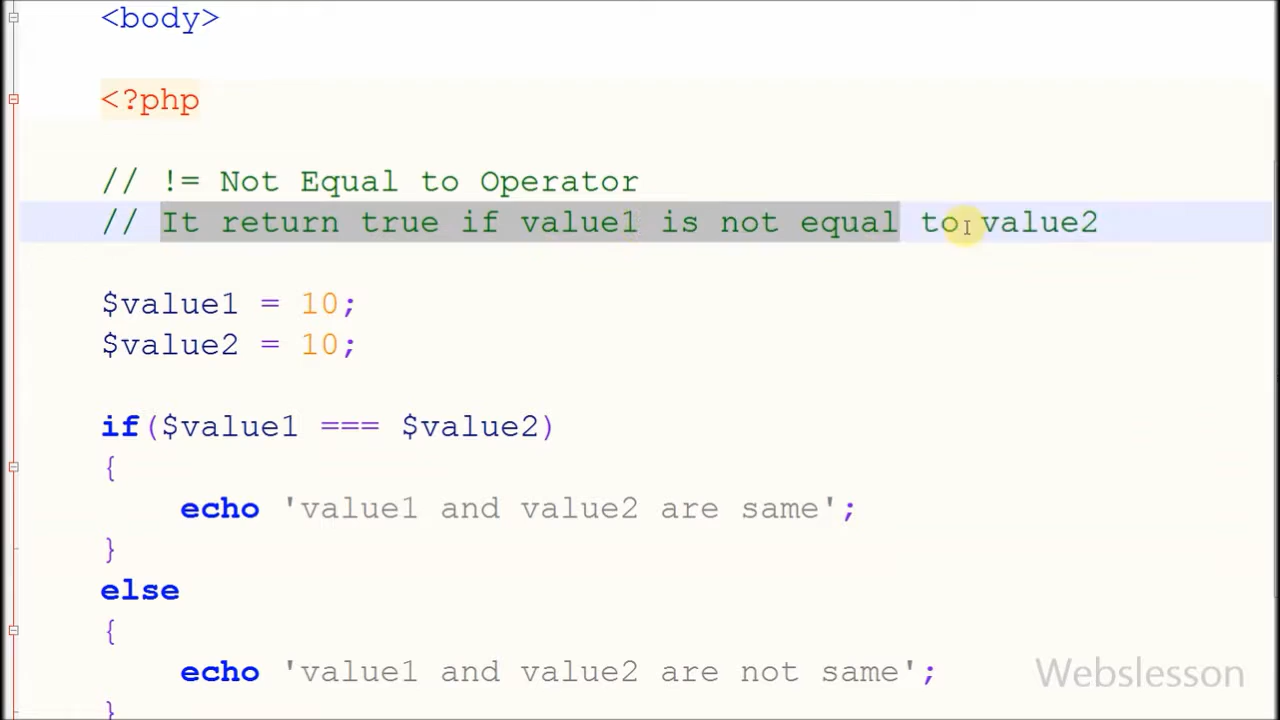 <body>
<?php
// != Not Equal to Operator
// It return true if value1 is not equal to value2
$value1 = 10;
$value2 = 10;
if($value1 === $value2)
{
echo 'value1 and value2 are same';
}
else
{
echo 'value1 and value2 are not same';
}
Webslesson